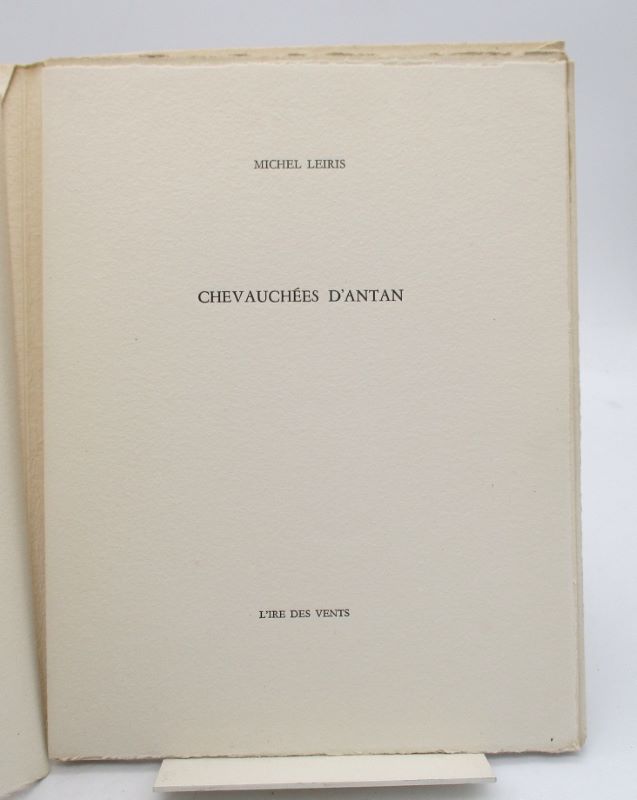 MICHEL LEIRIS
CHEVAUCHÉES D'ANTAN
L'IRE DES VENTS